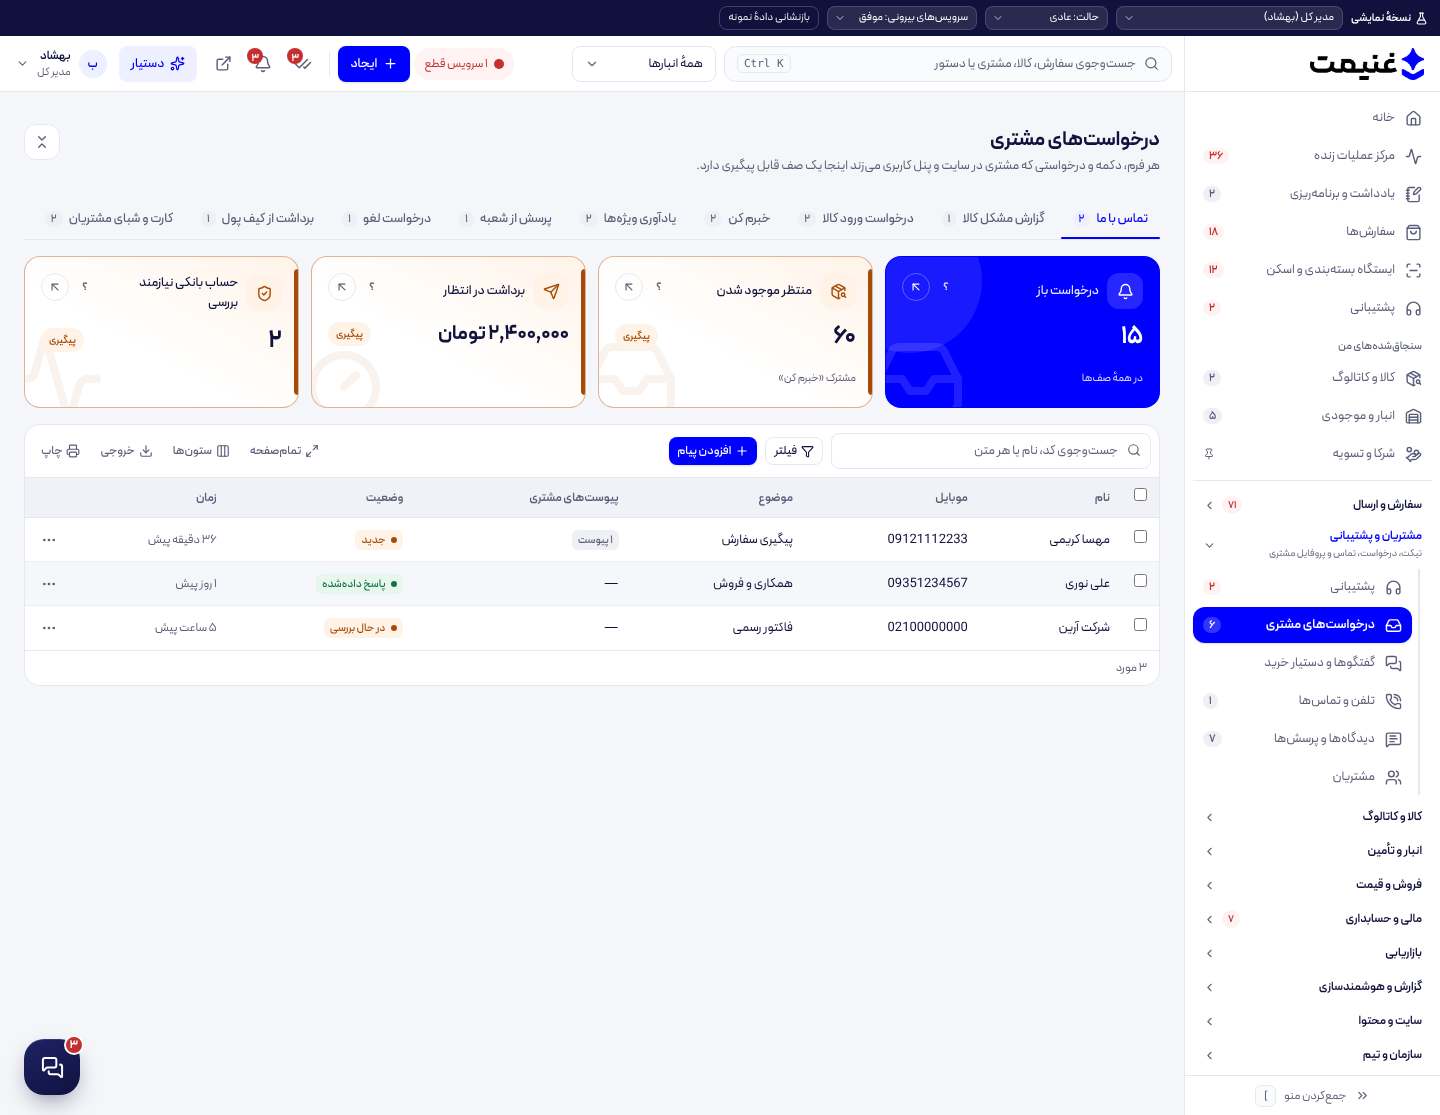 نسخهٔ نمایشی
مدیر کل (بهشاد)
حالت: عادی
سرویس‌های بیرونی: موفق
بازنشانی دادهٔ نمونه
غنیمت
جست‌وجوی سفارش، کالا، مشتری یا دستور
Ctrl K
همهٔ انبارها
۱ سرویس قطع
ایجاد
۳
۳
دستیار
ب
بهشاد
مدیر کل
خانه
مرکز عملیات زنده ۳۶
یادداشت و برنامه‌ریزی ۲
سفارش‌ها ۱۸
ایستگاه بسته‌بندی و اسکن ۱۲
پشتیبانی ۲
سنجاق‌شده‌های من
کالا و کاتالوگ ۲
انبار و موجودی ۵
شرکا و تسویه
سفارش و ارسال ۷۱
مشتریان و پشتیبانی
تیکت، درخواست، تماس و پروفایل مشتری
پشتیبانی ۲
درخواست‌های مشتری ۶
گفتگوها و دستیار خرید
تلفن و تماس‌ها ۱
دیدگاه‌ها و پرسش‌ها ۷
مشتریان
کالا و کاتالوگ
انبار و تأمین
فروش و قیمت
مالی و حسابداری ۷
بازاریابی
گزارش و هوشمندسازی
سایت و محتوا
سازمان و تیم
جمع‌کردن منو [
درخواست‌های مشتری
هر فرم، دکمه و درخواستی که مشتری در سایت و پنل کاربری می‌زند اینجا یک صف قابل پیگیری دارد.
تماس با ما ۲
گزارش مشکل کالا ۱
درخواست ورود کالا ۲
خبرم کن ۲
یادآوری ویژه‌ها ۲
پرسش از شعبه ۱
درخواست لغو ۱
برداشت از کیف پول ۱
کارت و شبای مشتریان ۲
درخواست باز ؟
۱۵
در همهٔ صف‌ها
منتظر موجود شدن ؟
۶۰ پیگیری
مشترک «خبرم کن»
برداشت در انتظار ؟
۲,۴۰۰,۰۰۰ تومان پیگیری
حساب بانکی نیازمند بررسی ؟
۲ پیگیری
جست‌وجوی کد، نام یا هر متن
فیلتر
افزودن پیام
تمام‌صفحه
ستون‌ها
خروجی
چاپ
نام موبایل موضوع پیوست‌های مشتری وضعیت زمان
مهسا کریمی 09121112233 پیگیری سفارش ۱ پیوست جدید ۳۶ دقیقه پیش
علی نوری 09351234567 همکاری و فروش — پاسخ داده‌شده ۱ روز پیش
شرکت آرین 02100000000 فاکتور رسمی — در حال بررسی ۵ ساعت پیش
۳ مورد
۳